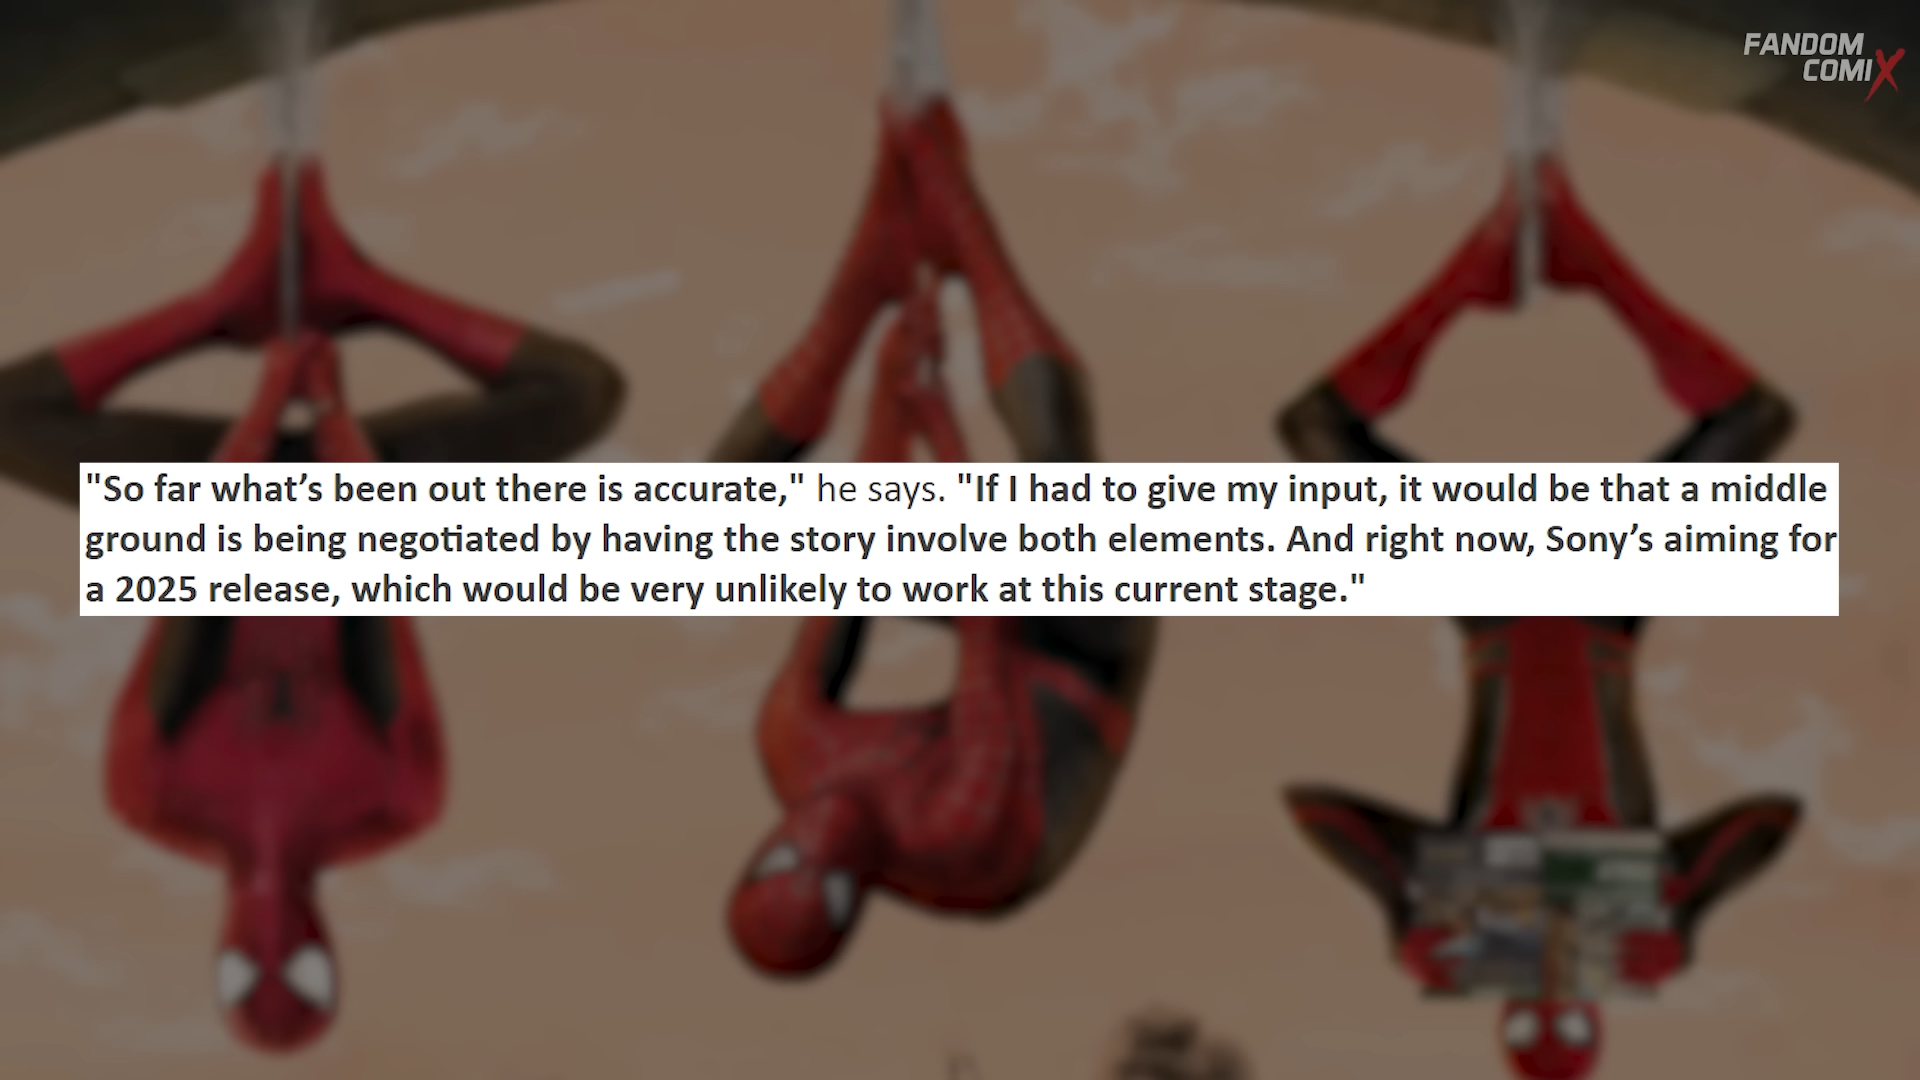 FANDOM
COMIX
"So far what’s been out there is accurate," he says. "If I had to give my input, it would be that a middle
ground is being negotiated by having the story involve both elements. And right now, Sony’s aiming for
a 2025 release, which would be very unlikely to work at this current stage."